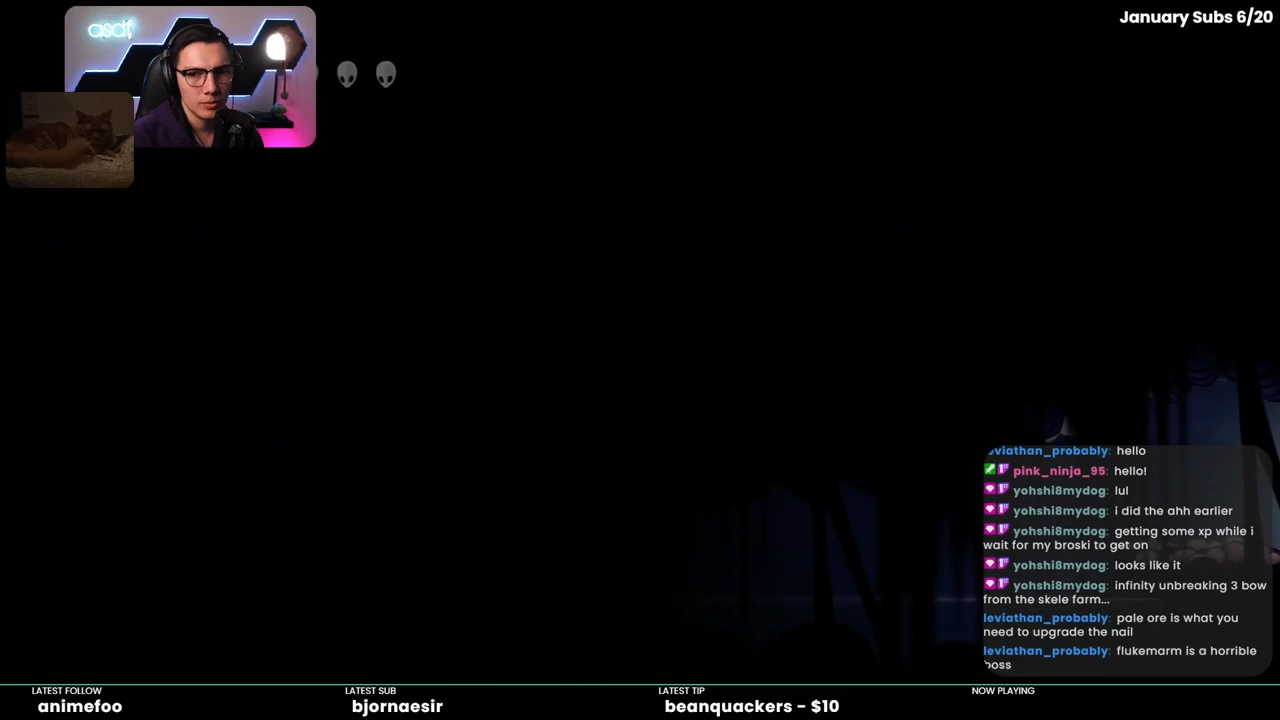 January Subs 6/20
asdf
leviathan_probably: hello
pink_ninja_95: hello!
yohshi8mydog: lul
yohshi8mydog: i did the ahh earlier
yohshi8mydog: getting some xp while i
wait for my broski to get on
yohshi8mydog: looks like it
yohshi8mydog: infinity unbreaking 3 bow
from the skele farm...
leviathan_probably: pale ore is what you
need to upgrade the nail
leviathan_probably: flukemarm is a horrible
boss
LATEST FOLLOW
animefoo
LATEST SUB
bjornaesir
LATEST TIP
beanquackers - $10
NOW PLAYING